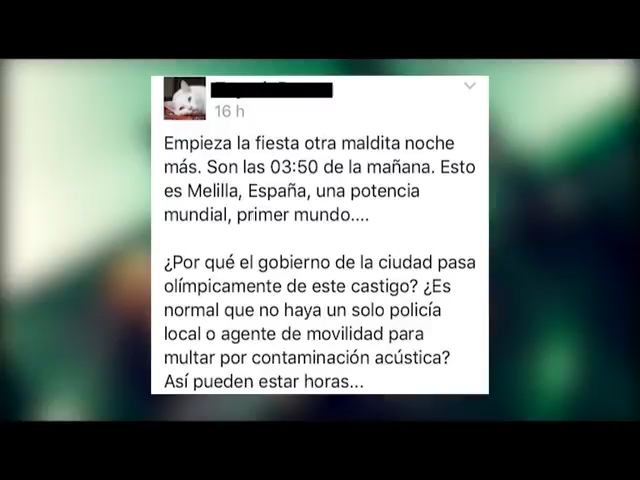 16 h
Empieza la fiesta otra maldita noche
más. Son las 03:50 de la mañana. Esto
es Melilla, España, una potencia
mundial, primer mundo....
¿Por qué el gobierno de la ciudad pasa
olímpicamente de este castigo? ¿Es
normal que no haya un solo policía
local o agente de movilidad para
multar por contaminación acústica?
Así pueden estar horas...